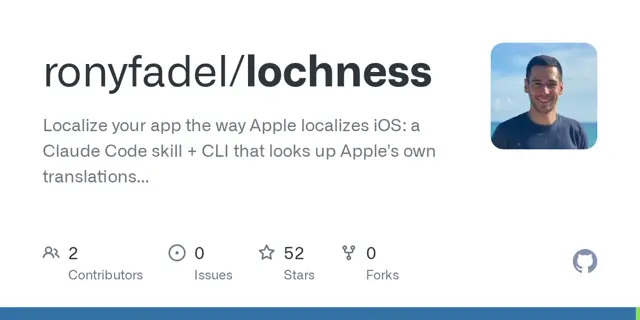 ronyfadel/lochness
Localize your app the way Apple localizes iOS: a
Claude Code skill + CLI that looks up Apple's own
translations...
2
Contributors
0
Issues
52
Stars
0
Forks